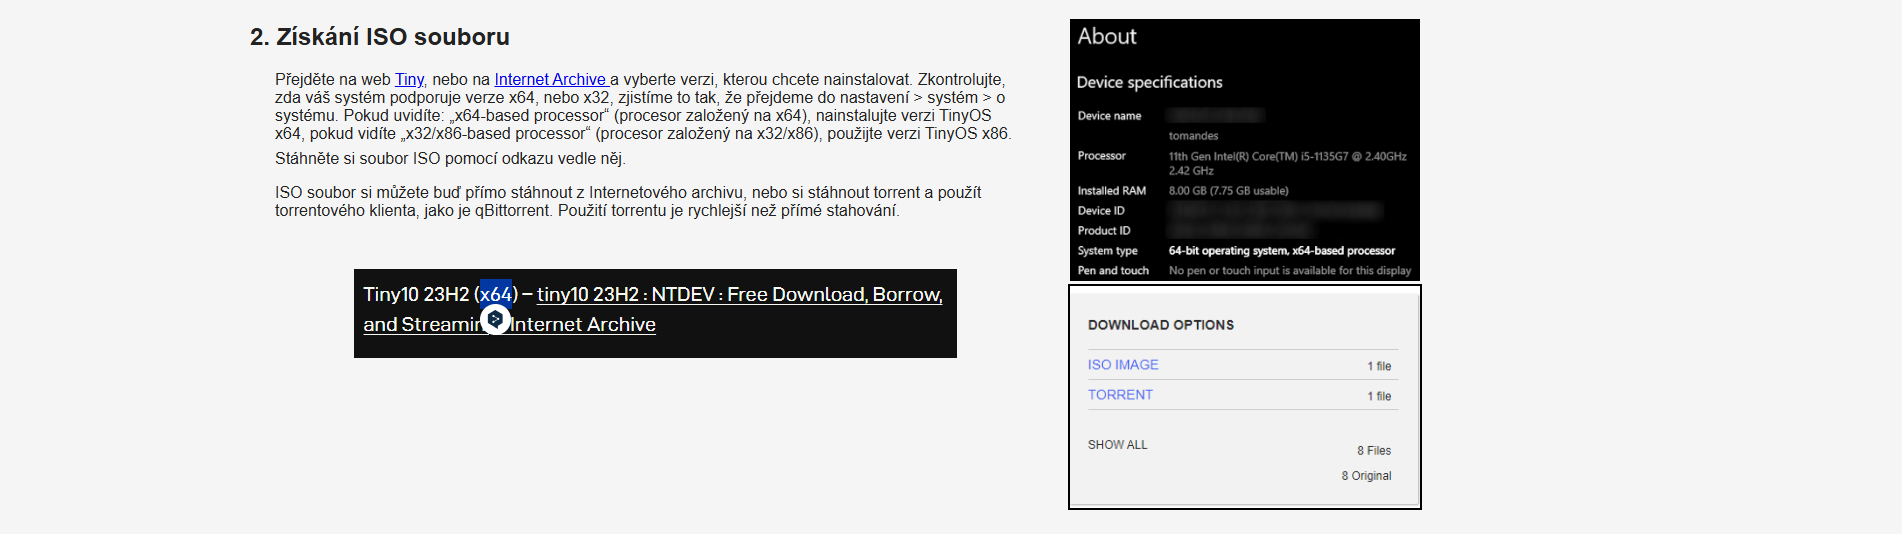 2. Získání ISO souboru
Přejděte na web Tiny, nebo na Internet Archive a vyberte verzi, kterou chcete nainstalovat. Zkontrolujte,
zda váš systém podporuje verze x64, nebo x32, zjistíme to tak, že přejdeme do nastavení > systém > o
systému. Pokud uvidíte: „x64-based processor“ (procesor založený na x64), nainstalujte verzi TinyOS
x64, pokud vidíte „x32/x86-based processor“ (procesor založený na x32/x86), použijte verzi TinyOS x86.
Stáhněte si soubor ISO pomocí odkazu vedle něj.
ISO soubor si můžete buď přímo stáhnout z Internetového archivu, nebo si stáhnout torrent a použít
torrentového klienta, jako je qBittorrent. Použití torrentu je rychlejší než přímé stahování.
Tiny10 23H2 (x64) – tiny10 23H2 : NTDEV : Free Download, Borrow,
and Streaming Internet Archive
About
Device specifications
Device name
tomandes
Processor 11th Gen Intel(R) Core(TM) i5-1135G7 @ 2.40GHz
2.42 GHz
Installed RAM 8.00 GB (7.75 GB usable)
Device ID
Product ID
System type 64-bit operating system, x64-based processor
Pen and touch No pen or touch input is available for this display
DOWNLOAD OPTIONS
ISO IMAGE 1 file
TORRENT 1 file
SHOW ALL 8 Files
8 Original